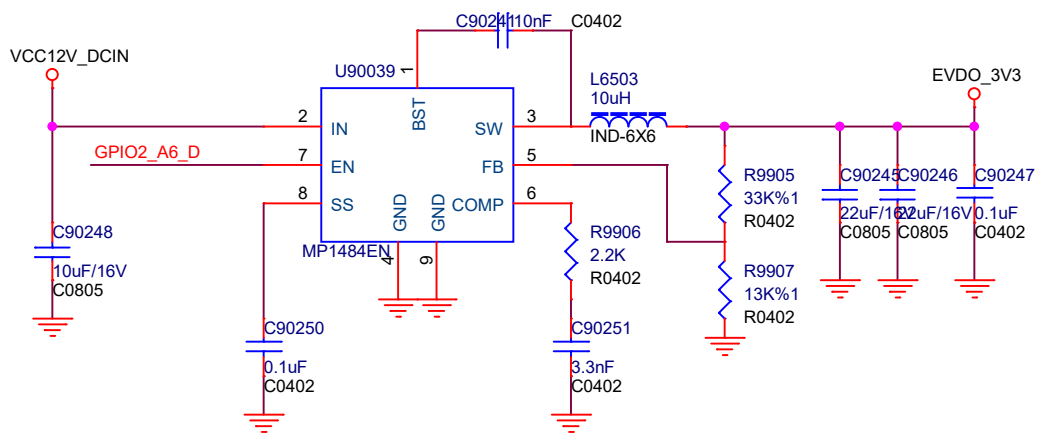 C90241
10nF
C0402
VCC12V_DCIN
U90039
1
BST
L6503
10uH
IND-6X6
EVDO_3V3
2
IN
SW
3
GPIO2_A6_D
7
EN
FB
5
8
SS
COMP
6
GND
GND
MP1484EN
4
9
R9905
33K%1
R0402
C90245
22uF/16V
C0805
C90246
22uF/16V
C0805
C90247
0.1uF
C0402
C90248
10uF/16V
C0805
R9906
2.2K
R0402
R9907
13K%1
R0402
C90250
0.1uF
C0402
C90251
3.3nF
C0402